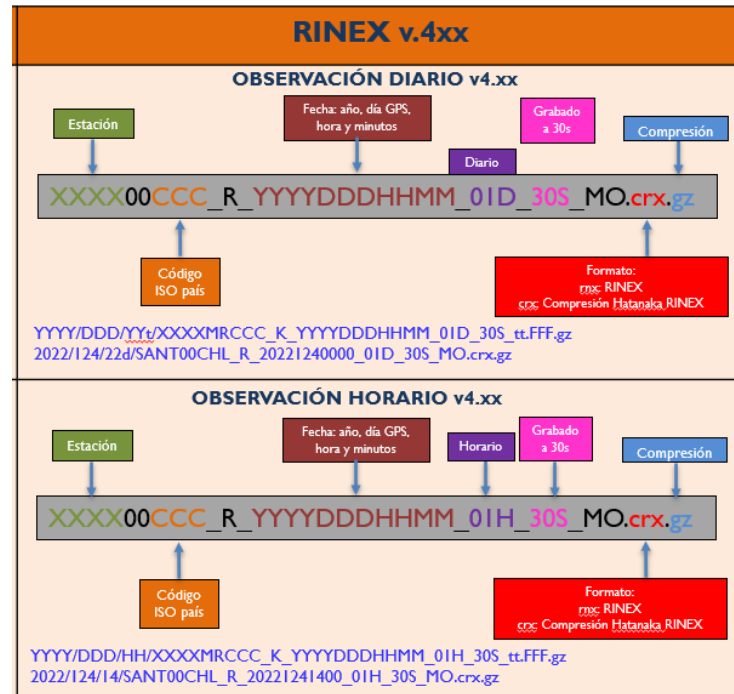 RINEX v.4xx
OBSERVACIÓN DIARIO v4.xx
Estación
Fecha: año, día GPS,
hora y minutos
Diario
Grabado
a 30s
Compresión
XXXX00CCC_R_YYYYDDDHHMM_01D_30S_MO.crx.gz
Código
ISO país
Formato:
rnx: RINEX
crx: Compresión Hatanaka RINEX
YYYY/DDD/YYt/XXXXMRCCC_K_YYYYDDDHHMM_01D_30S_tt.FFF.gz
2022/124/22d/SANT00CHL_R_20221240000_01D_30S_MO.crx.gz
OBSERVACIÓN HORARIO v4.xx
Estación
Fecha: año, día GPS,
hora y minutos
Horario
Grabado
a 30s
Compresión
XXXX00CCC_R_YYYYDDDHHMM_01H_30S_MO.crx.gz
Código
ISO país
Formato:
rnx: RINEX
crx: Compresión Hatanaka RINEX
YYYY/DDD/HH/XXXXMRCCC_K_YYYYDDDHHMM_01H_30S_tt.FFF.gz
2022/124/14/SANT00CHL_R_20221241400_01H_30S_MO.crx.gz